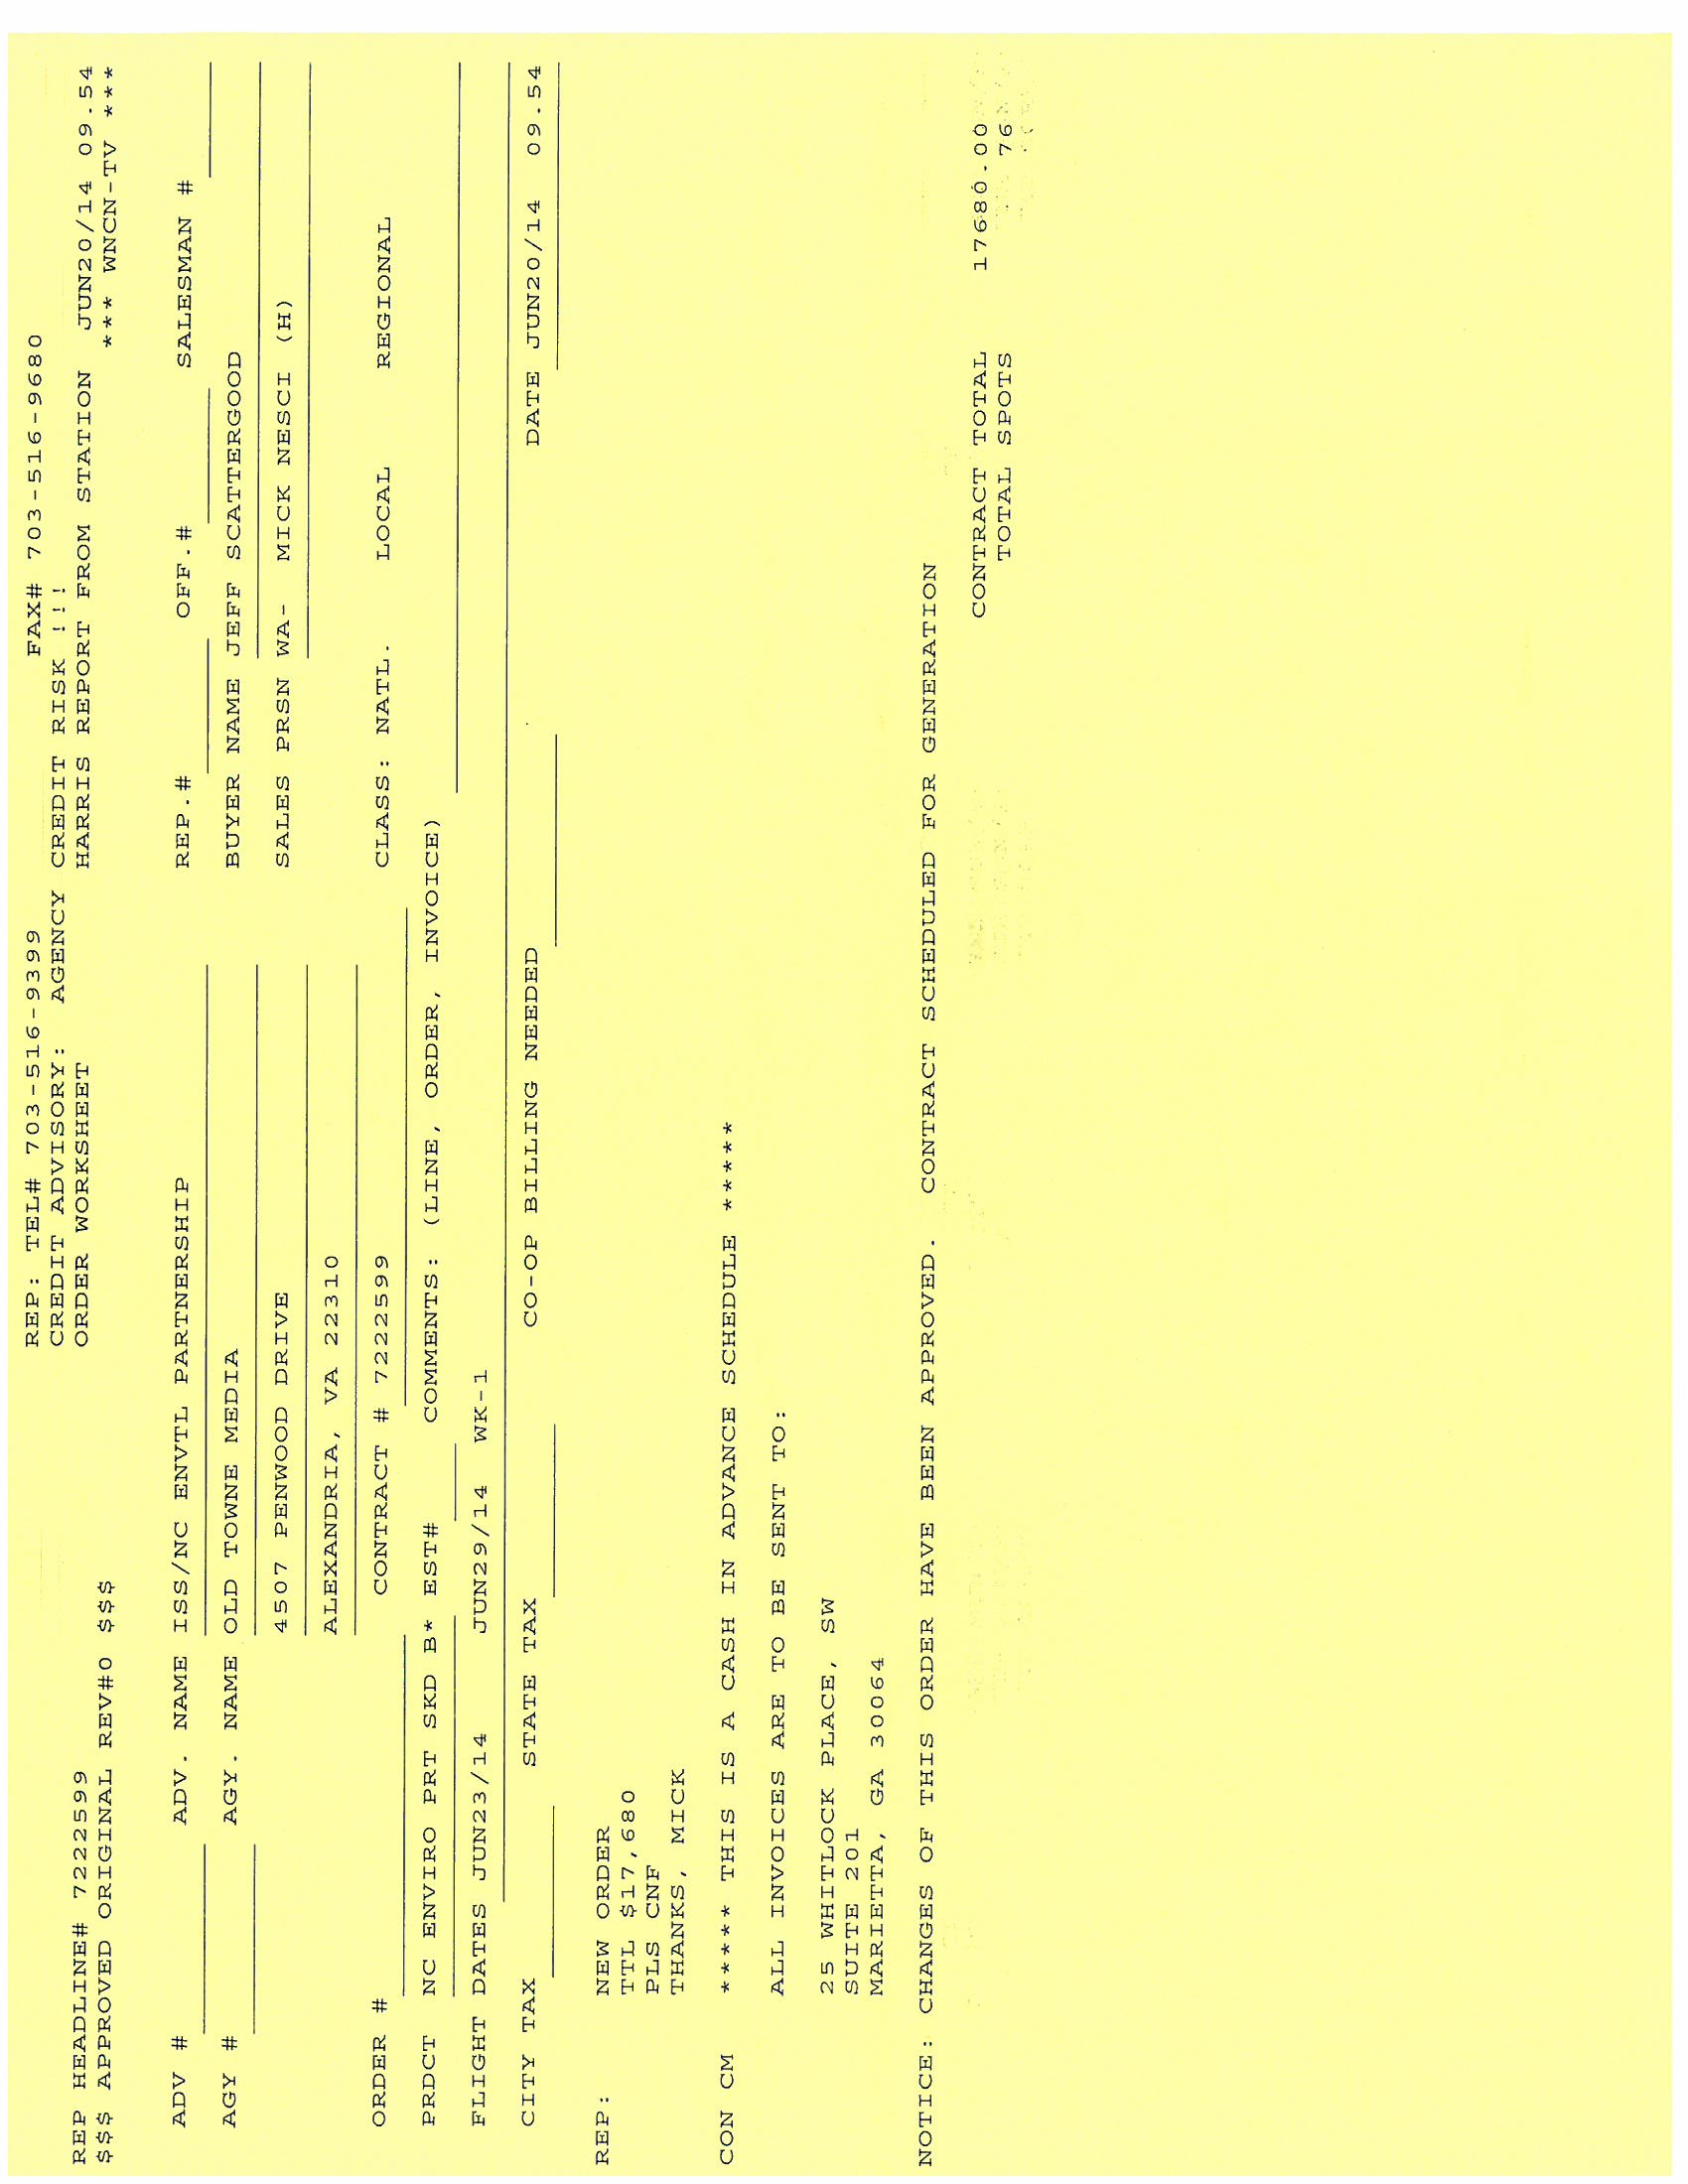 REP: TEL# 703-516-9399 FAX# 703-516-9680
CREDIT ADVISORY: AGENCY CREDIT RISK !!!
REP HEADLINE# 7222599 ORDER WORKSHEET HARRIS REPORT FROM STATION JUN20/14 09.54
$$$ APPROVED ORIGINAL REV#0 $$$ *** WNCN-TV ***
ADV # ADV. NAME ISS/NC ENVTL PARTNERSHIP REP.# OFF.# SALESMAN #
AGY # AGY. NAME OLD TOWNE MEDIA BUYER NAME JEFF SCATTERGOOD
4507 PENWOOD DRIVE SALES PRSN WA- MICK NESCI (H)
ALEXANDRIA, VA 22310
ORDER # CONTRACT # 7222599 CLASS: NATL. LOCAL REGIONAL
PRDCT NC ENVIRO PRT SKD B* EST# COMMENTS: (LINE, ORDER, INVOICE)
FLIGHT DATES JUN23/14 JUN29/14 WK-1
CITY TAX STATE TAX CO-OP BILLING NEEDED DATE JUN20/14 09.54
REP: NEW ORDER
TTL $17,680
PLS CNF
THANKS, MICK
CON CM ***** THIS IS A CASH IN ADVANCE SCHEDULE *****
ALL INVOICES ARE TO BE SENT TO:
25 WHITLOCK PLACE, SW
SUITE 201
MARIETTA, GA 30064
NOTICE: CHANGES OF THIS ORDER HAVE BEEN APPROVED. CONTRACT SCHEDULED FOR GENERATION
CONTRACT TOTAL 17680.00
TOTAL SPOTS 76